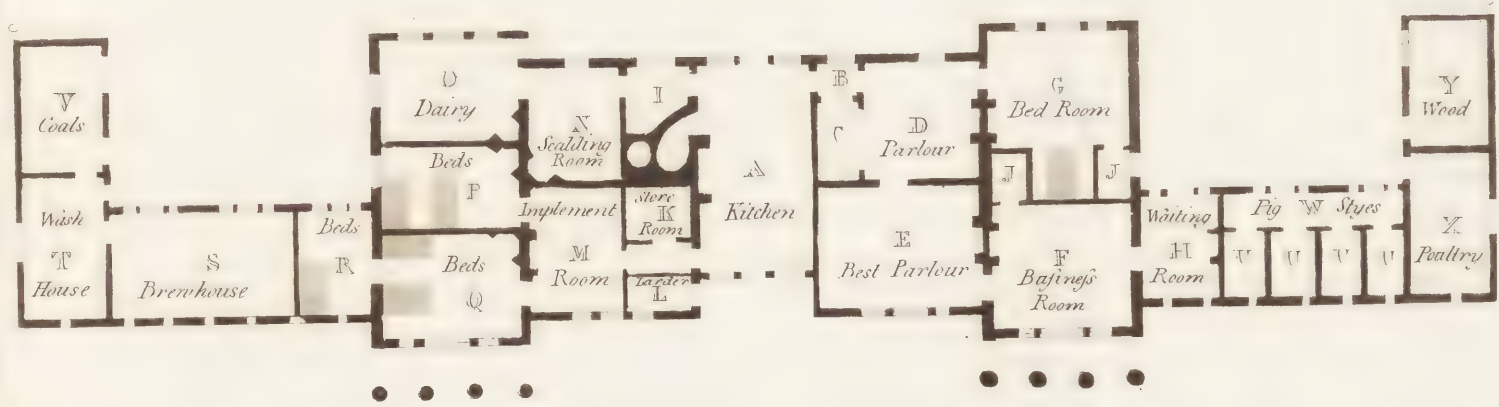 V
Coals
Wash
T
House
S
Brewhouse
Beds
R
O
Dairy
Beds
P
Beds
Q
N
Scalding
Room
Implement
M
Room
I
Store
K
Room
Larder
L
A
Kitchen
B
C
D
Parlour
E
Best Parlour
G
Bed Room
J
J
F
Buſineſs
Room
Waiting
H
Room
Pig W Styes
U
U
U
U
Y
Wood
X
Poultry